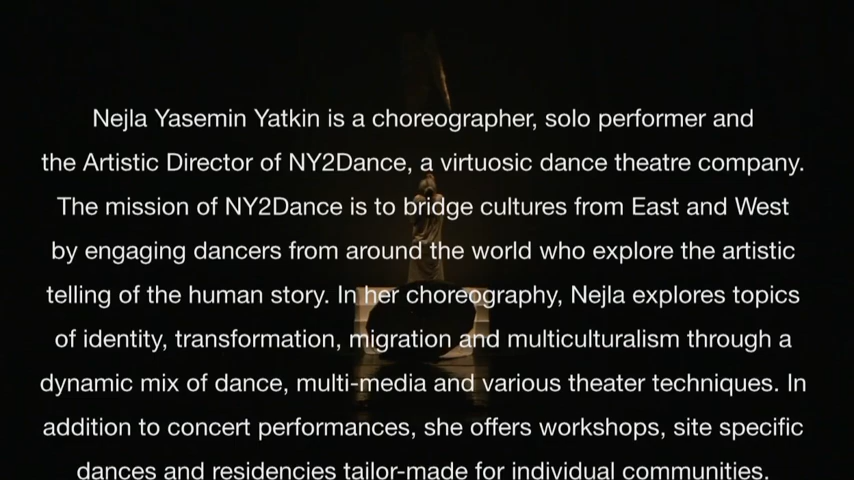 Nejla Yasemin Yatkin is a choreographer, solo performer and
the Artistic Director of NY2Dance, a virtuosic dance theatre company.
The mission of NY2Dance is to bridge cultures from East and West
by engaging dancers from around the world who explore the artistic
telling of the human story. In her choreography, Nejla explores topics
of identity, transformation, migration and multiculturalism through a
dynamic mix of dance, multi-media and various theater techniques. In
addition to concert performances, she offers workshops, site specific
dances and residencies tailor-made for individual communities.